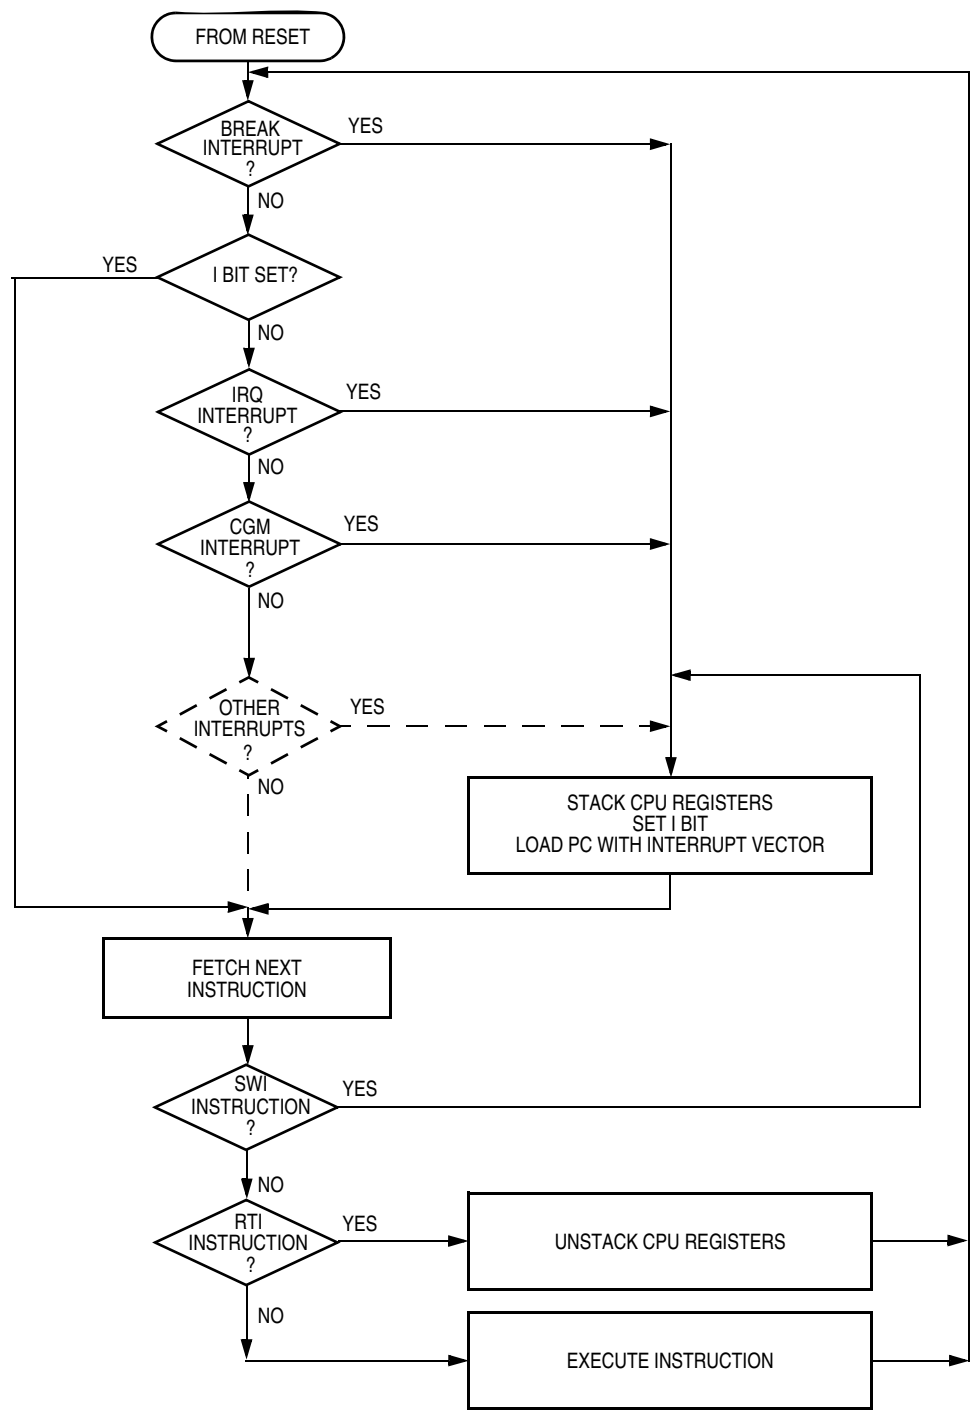 FROM RESET
BREAK
INTERRUPT
?
YES
NO
I BIT SET?
YES
NO
IRQ
INTERRUPT
?
YES
NO
CGM
INTERRUPT
?
YES
NO
OTHER
INTERRUPTS
?
YES
NO
STACK CPU REGISTERS
SET I BIT
LOAD PC WITH INTERRUPT VECTOR
FETCH NEXT
INSTRUCTION
SWI
INSTRUCTION
?
YES
NO
RTI
INSTRUCTION
?
YES
UNSTACK CPU REGISTERS
NO
EXECUTE INSTRUCTION